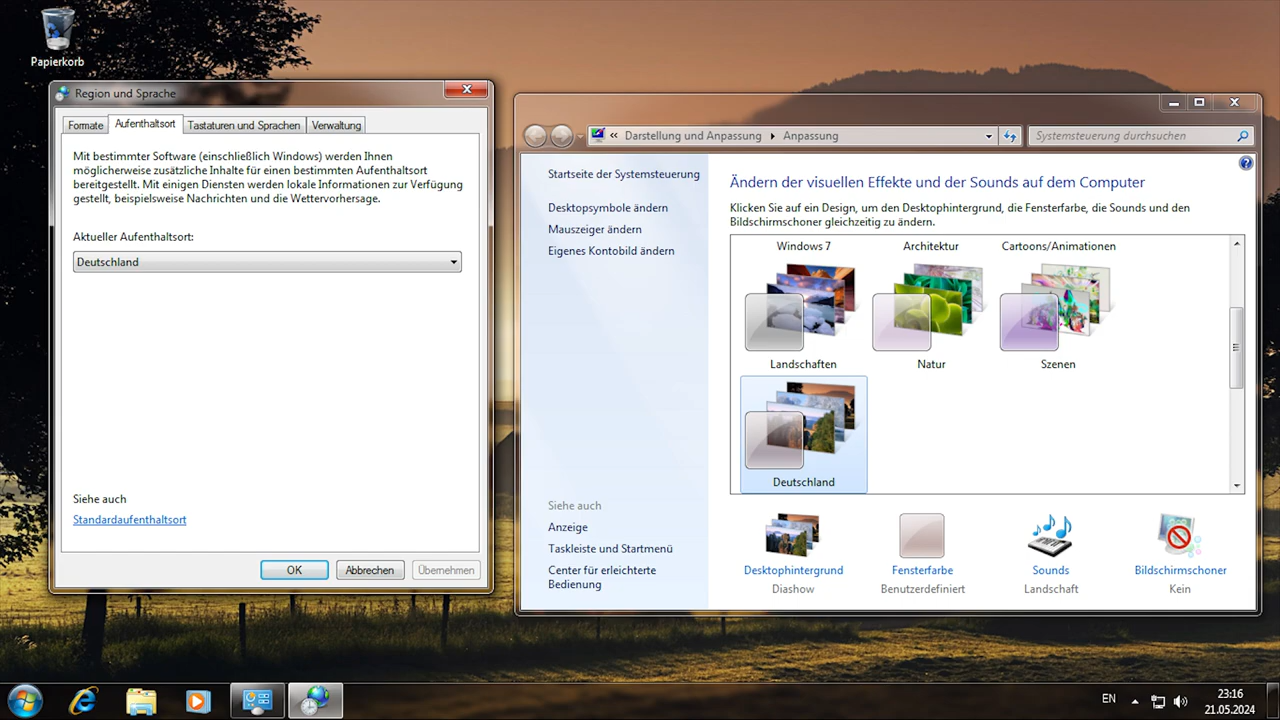 Papierkorb
Region und Sprache
Formate
Aufenthaltsort
Tastaturen und Sprachen
Verwaltung
Mit bestimmter Software (einschließlich Windows) werden Ihnen
möglicherweise zusätzliche Inhalte für einen bestimmten Aufenthaltsort
bereitgestellt. Mit einigen Diensten werden lokale Informationen zur Verfügung
gestellt, beispielsweise Nachrichten und die Wettervorhersage.
Aktueller Aufenthaltsort:
Deutschland
Siehe auch
Standardaufenthaltsort
OK
Abbrechen
Übernehmen
« Darstellung und Anpassung
Anpassung
Systemsteuerung durchsuchen
Startseite der Systemsteuerung
Desktopsymbole ändern
Mauszeiger ändern
Eigenes Kontobild ändern
Siehe auch
Anzeige
Taskleiste und Startmenü
Center für erleichterte
Bedienung
Ändern der visuellen Effekte und der Sounds auf dem Computer
Klicken Sie auf ein Design, um den Desktophintergrund, die Fensterfarbe, die Sounds und den
Bildschirmschoner gleichzeitig zu ändern.
Windows 7
Architektur
Cartoons/Animationen
Landschaften
Natur
Szenen
Deutschland
Desktophintergrund
Diashow
Fensterfarbe
Benutzerdefiniert
Sounds
Landschaft
Bildschirmschoner
Kein
EN
23:16
21.05.2024